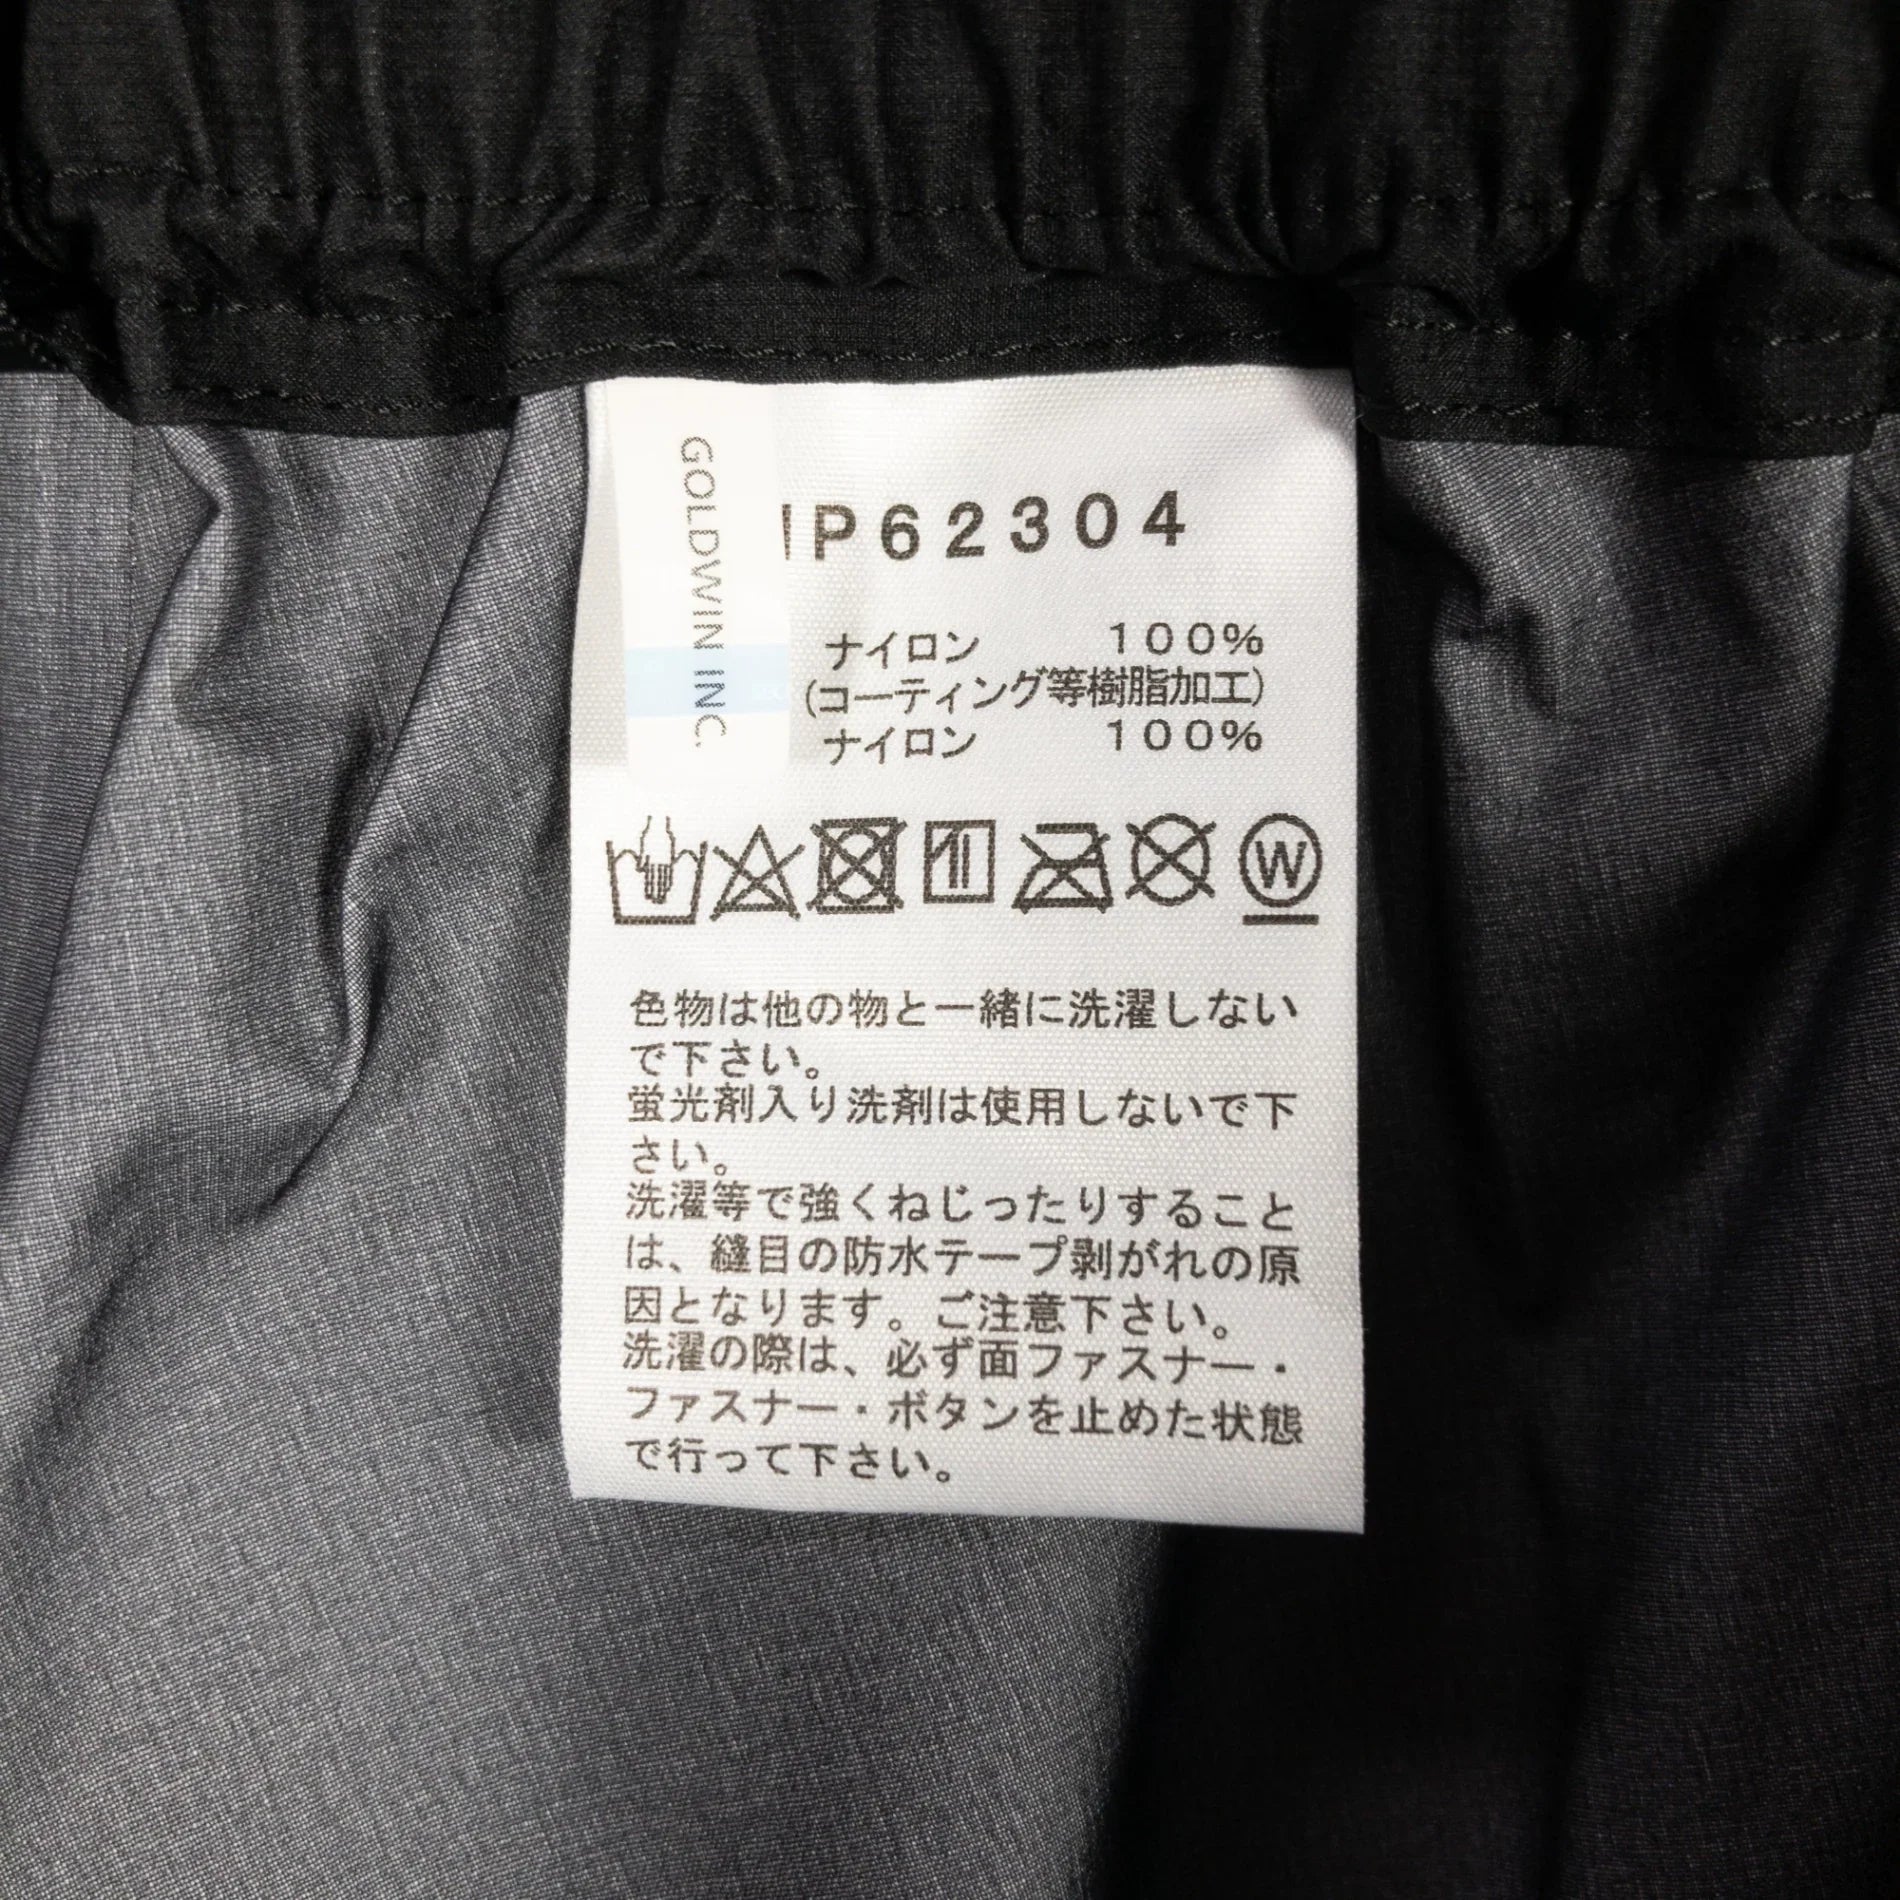 GOLDWIN INC.
P62304
ナイロン 100%
(コーティング等樹脂加工)
ナイロン 100%
W
色物は他の物と一緒に洗濯しない
で下さい。
蛍光剤入り洗剤は使用しないで下
さい。
洗濯等で強くねじったりすること
は、縫目の防水テープ剥がれの原
因となります。ご注意下さい。
洗濯の際は、必ず面ファスナー・
ファスナー・ボタンを止めた状態
で行って下さい。